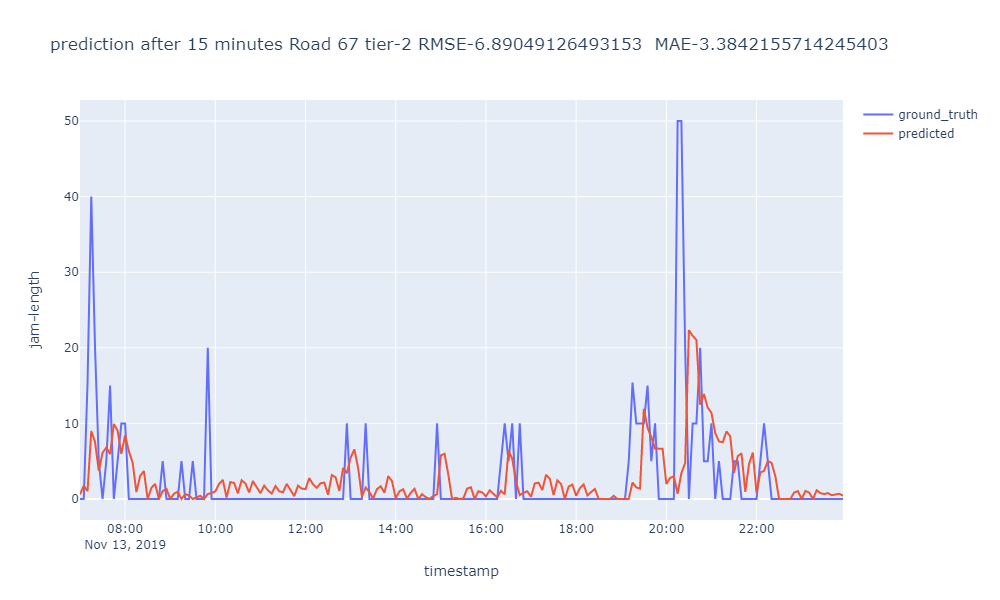 prediction after 15 minutes Road 67 tier-2 RMSE-6.89049126493153  MAE-3.3842155714245403
ground_truth
predicted
50
40
30
20
10
0
jam-length
08:00 10:00 12:00 14:00 16:00 18:00 20:00 22:00
Nov 13, 2019
timestamp